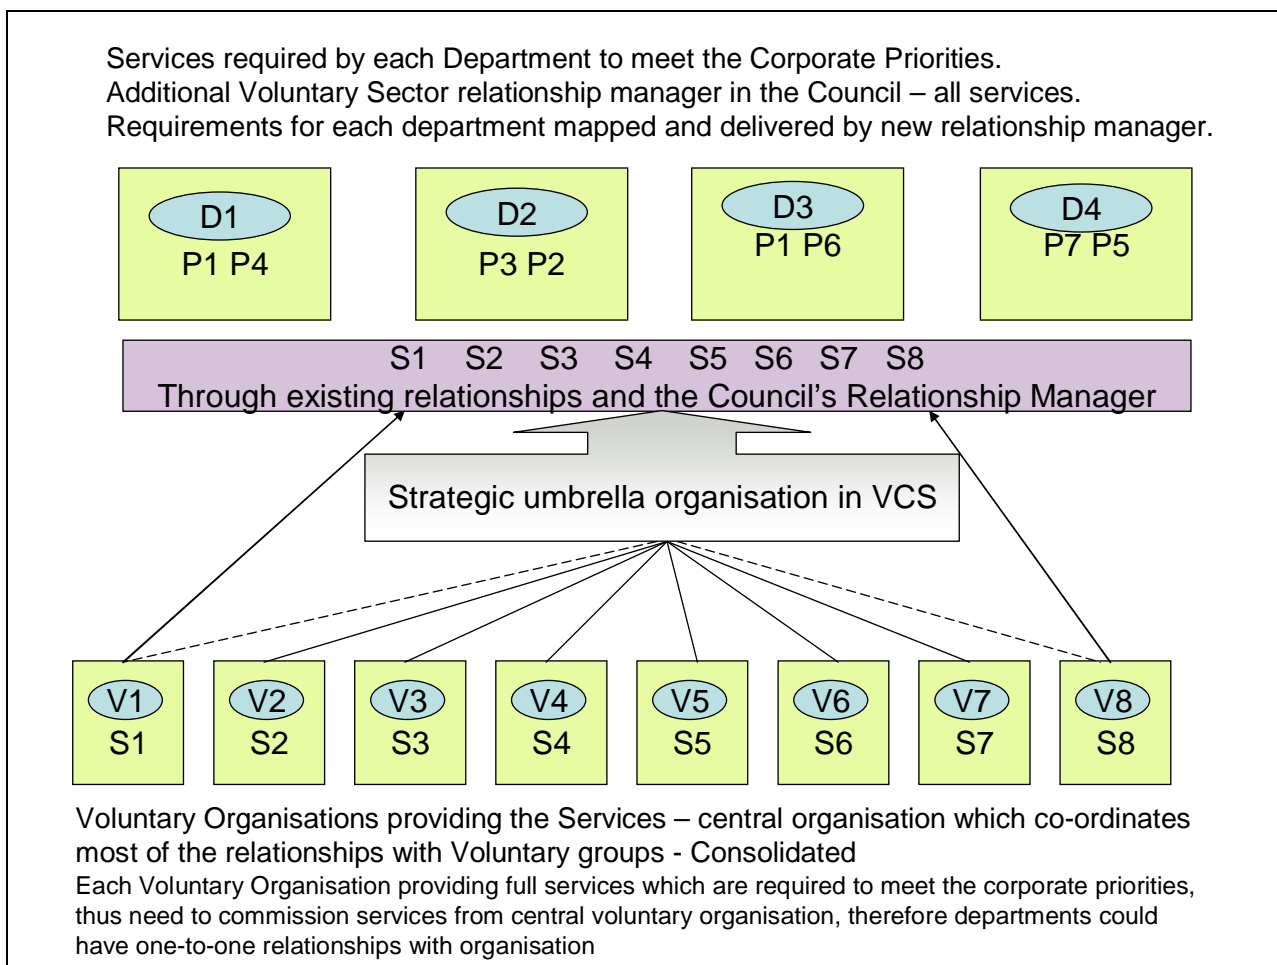 Services required by each Department to meet the Corporate Priorities.
Additional Voluntary Sector relationship manager in the Council – all services.
Requirements for each department mapped and delivered by new relationship manager.
D1 D2 D3 D4
P1 P4 P3 P2 P1 P6 P7 P5
S1 S2 S3 S4 S5 S6 S7 S8
Through existing relationships and the Council's Relationship Manager
Strategic umbrella organisation in VCS
V1 V2 V3 V4 V5 V6 V7 V8
S1 S2 S3 S4 S5 S6 S7 S8
Voluntary Organisations providing the Services – central organisation which co-ordinates
most of the relationships with Voluntary groups - Consolidated
Each Voluntary Organisation providing full services which are required to meet the corporate priorities,
thus need to commission services from central voluntary organisation, therefore departments could
have one-to-one relationships with organisation